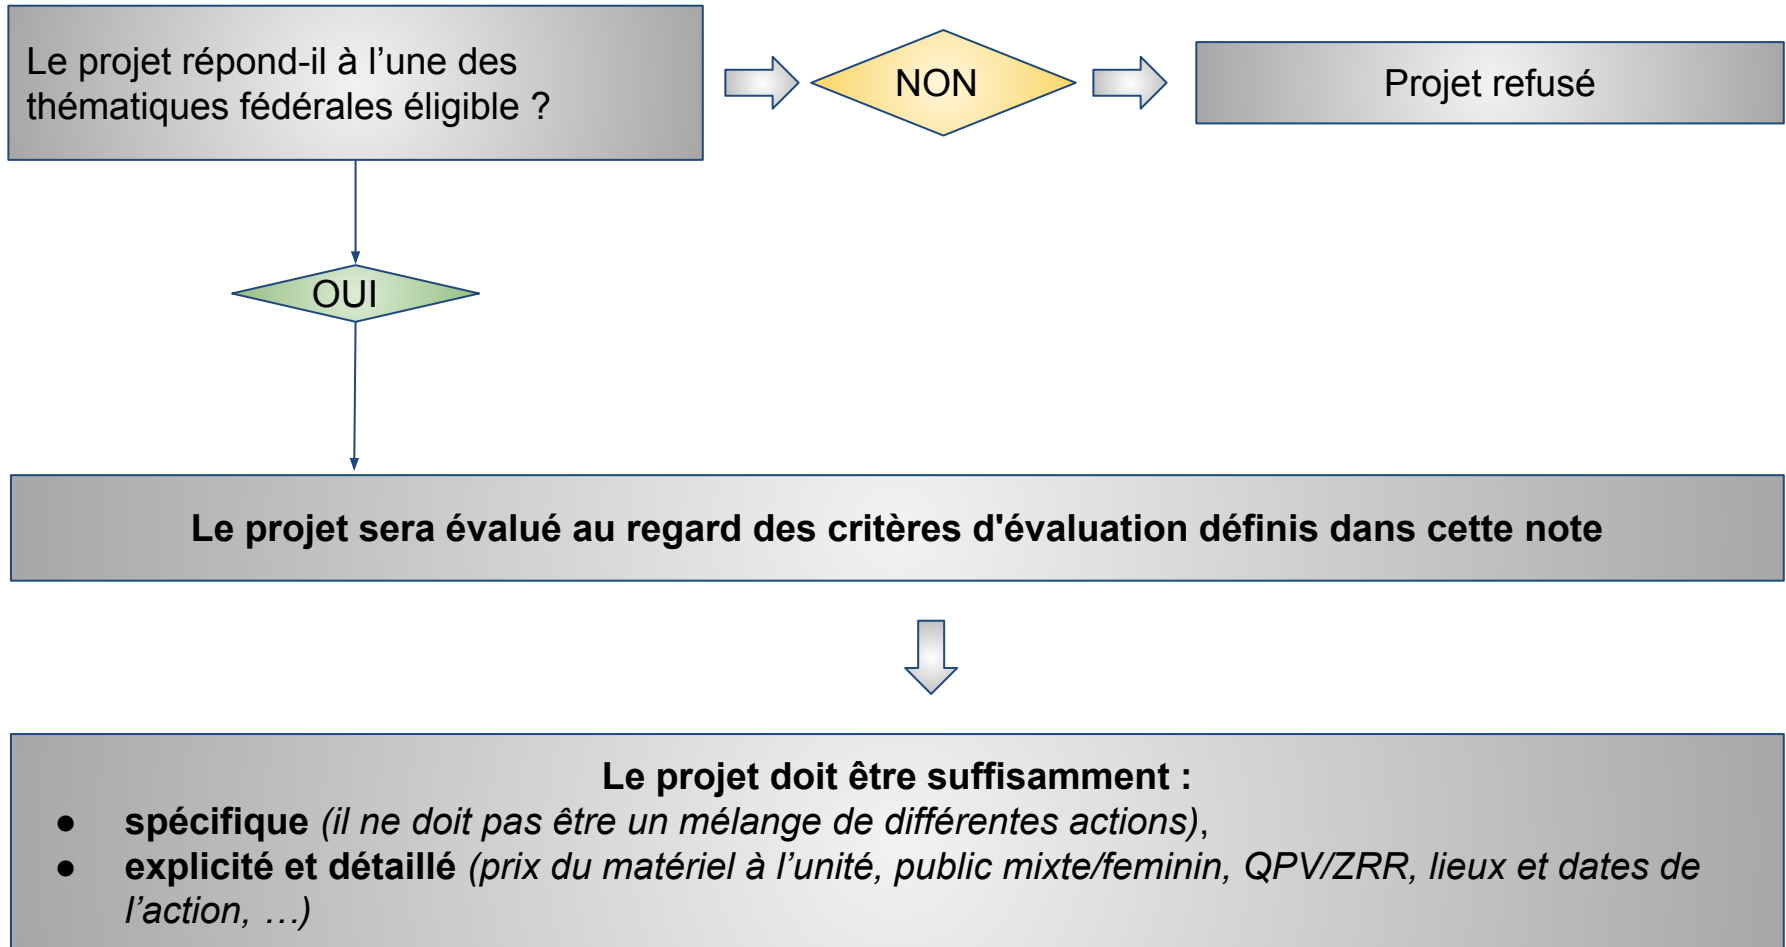 Le projet répond-il à l’une des
thématiques fédérales éligible ?
NON
Projet refusé
OUI
Le projet sera évalué au regard des critères d'évaluation définis dans cette note
Le projet doit être suffisamment :
● spécifique (il ne doit pas être un mélange de différentes actions),
● explicité et détaillé (prix du matériel à l’unité, public mixte/feminin, QPV/ZRR, lieux et dates de
l’action, …)